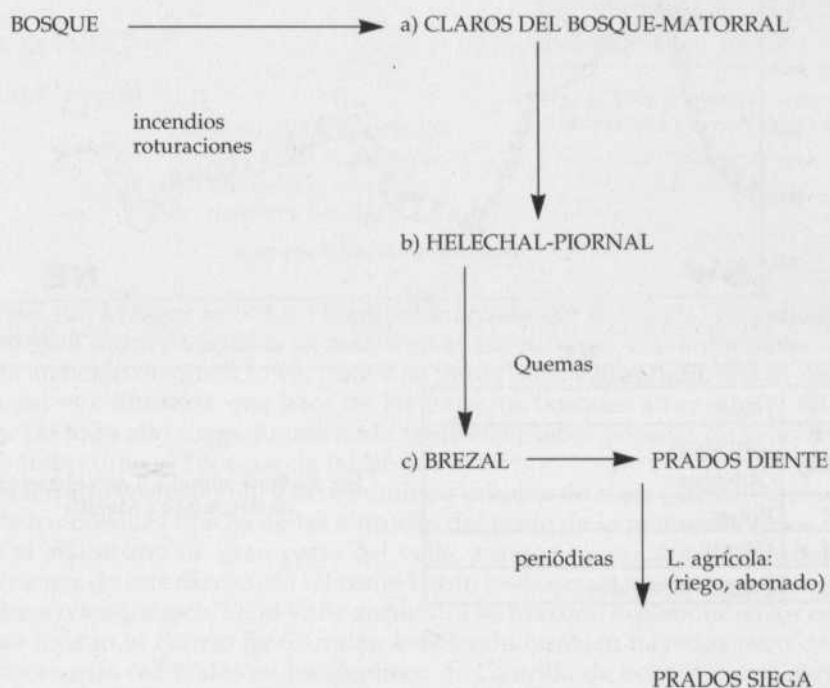 BOSQUE
a) CLAROS DEL BOSQUE-MATORRAL
incendios
roturaciones
b) HELECHAL-PIORNAL
Quemas
c) BREZAL
PRADOS DIENTE
periódicas
L. agrícola:
(riego, abonado)
PRADOS SIEGA